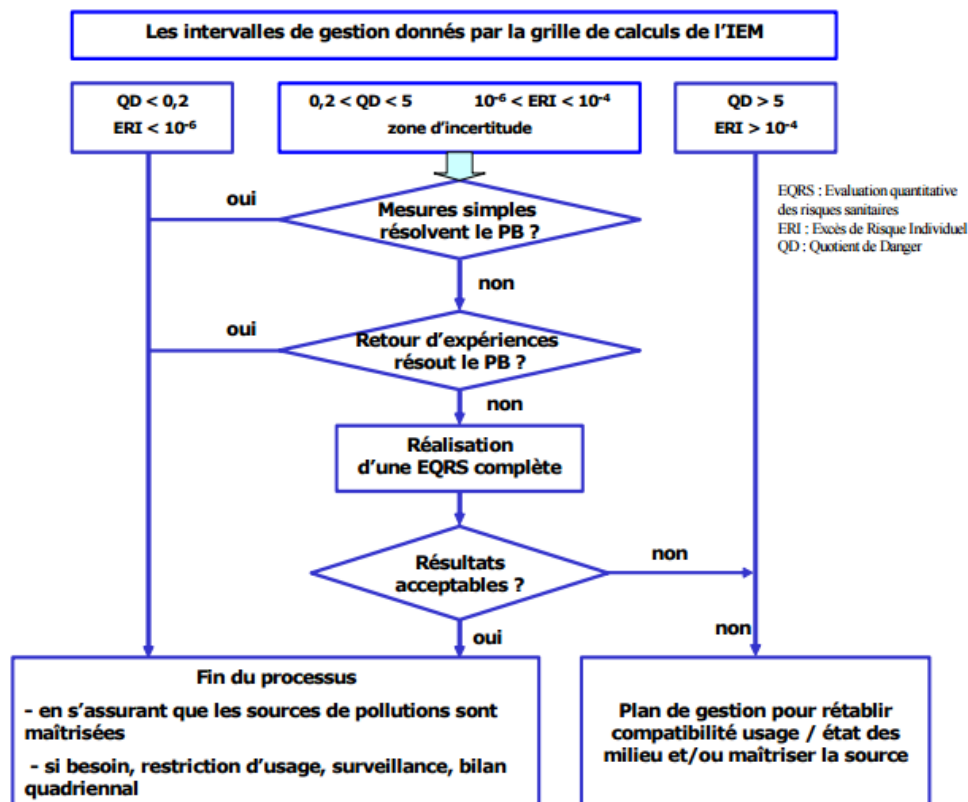 Les intervalles de gestion donnés par la grille de calculs de l'IEM
QD < 0,2
ERI < 10⁻⁶
0,2 < QD < 5 10⁻⁶ < ERI < 10⁻⁴
zone d'incertitude
QD > 5
ERI > 10⁻⁴
EQRS : Evaluation quantitative
des risques sanitaires
ERI : Excès de Risque Individuel
QD : Quotient de Danger
oui
Mesures simples
résolvent le PB ?
non
oui
Retour d'expériences
résout le PB ?
non
Réalisation
d'une EQRS complète
Résultats
acceptables ?
non
oui
non
Fin du processus
- en s'assurant que les sources de pollutions sont
maîtrisées
- si besoin, restriction d'usage, surveillance, bilan
quadriennal
Plan de gestion pour rétablir
compatibilité usage / état des
milieu et/ou maîtriser la source